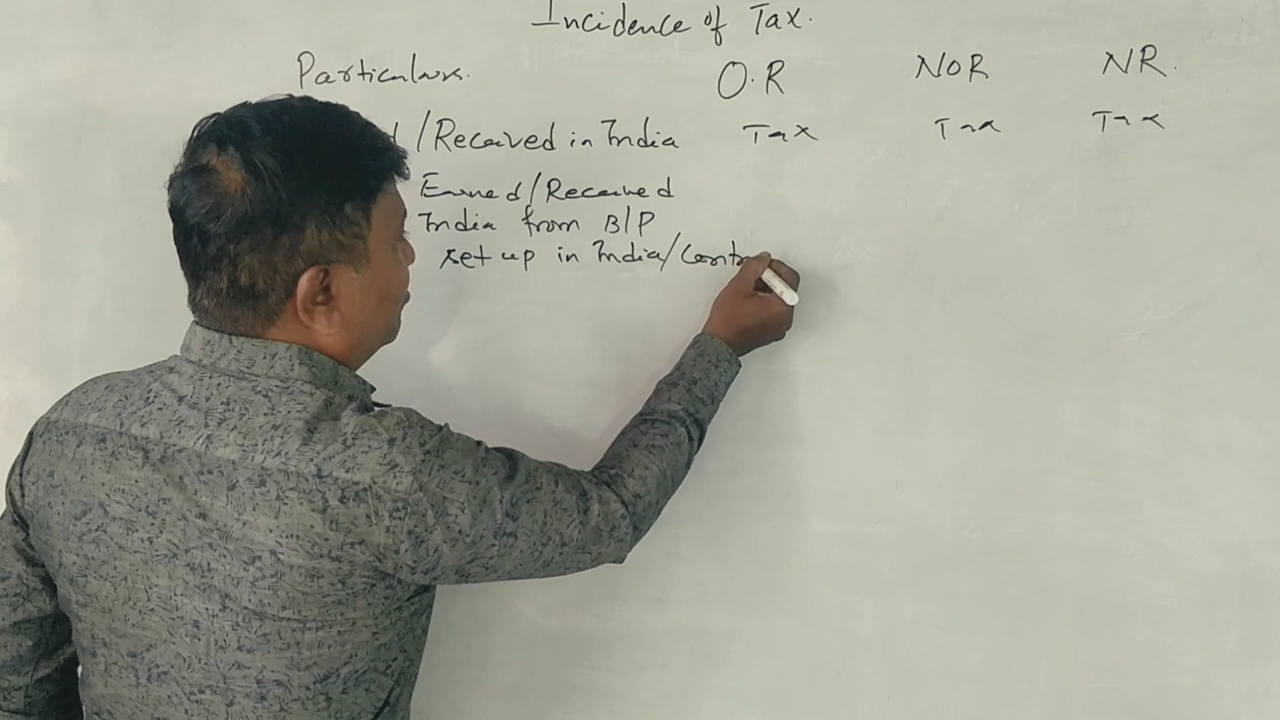 Incidence of Tax.
Particulars. O.R NOR NR.
/Received in India Tax Tax Tax
Earned/Received
India from B/P
set up in India/Contr